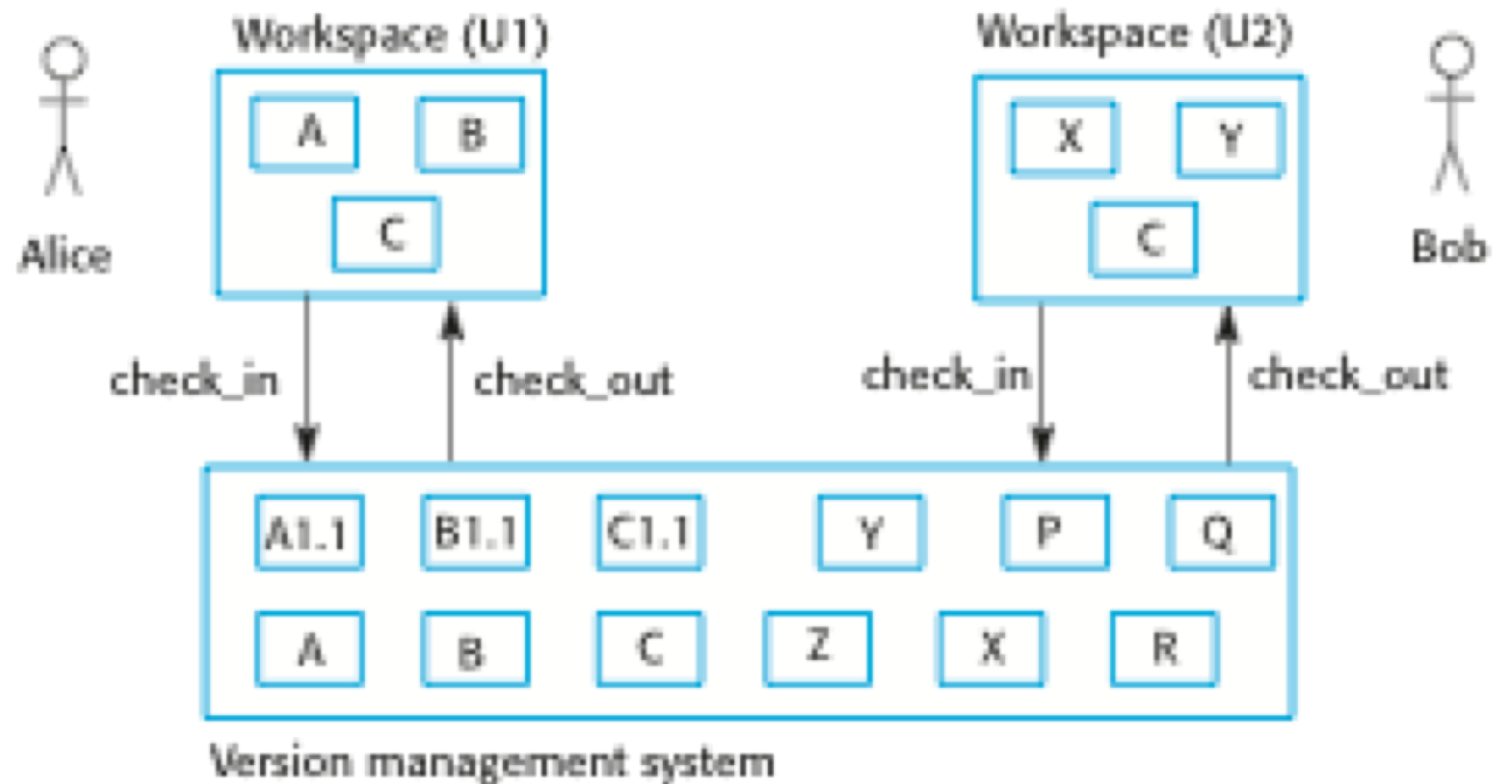 Workspace (U1)
Workspace (U2)
A
B
X
Y
C
C
Alice
Bob
check_in
check_out
check_in
check_out
A1.1
B1.1
C1.1
Y
P
Q
A
B
C
Z
X
R
Version management system